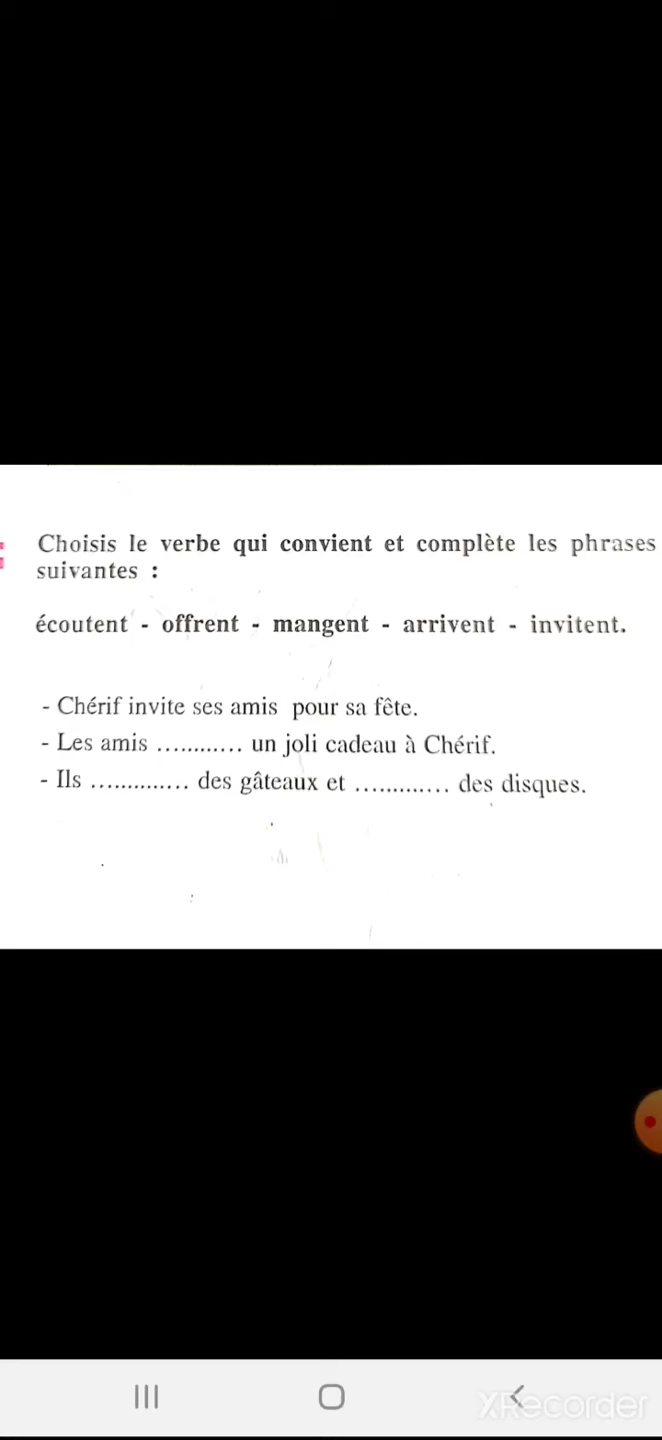 Choisis le verbe qui convient et complète les phrases
suivantes :
écoutent - offrent - mangent - arrivent - invitent.
- Chérif invite ses amis pour sa fête.
- Les amis ............ un joli cadeau à Chérif.
- Ils .............. des gâteaux et ............. des disques.
XRecorder